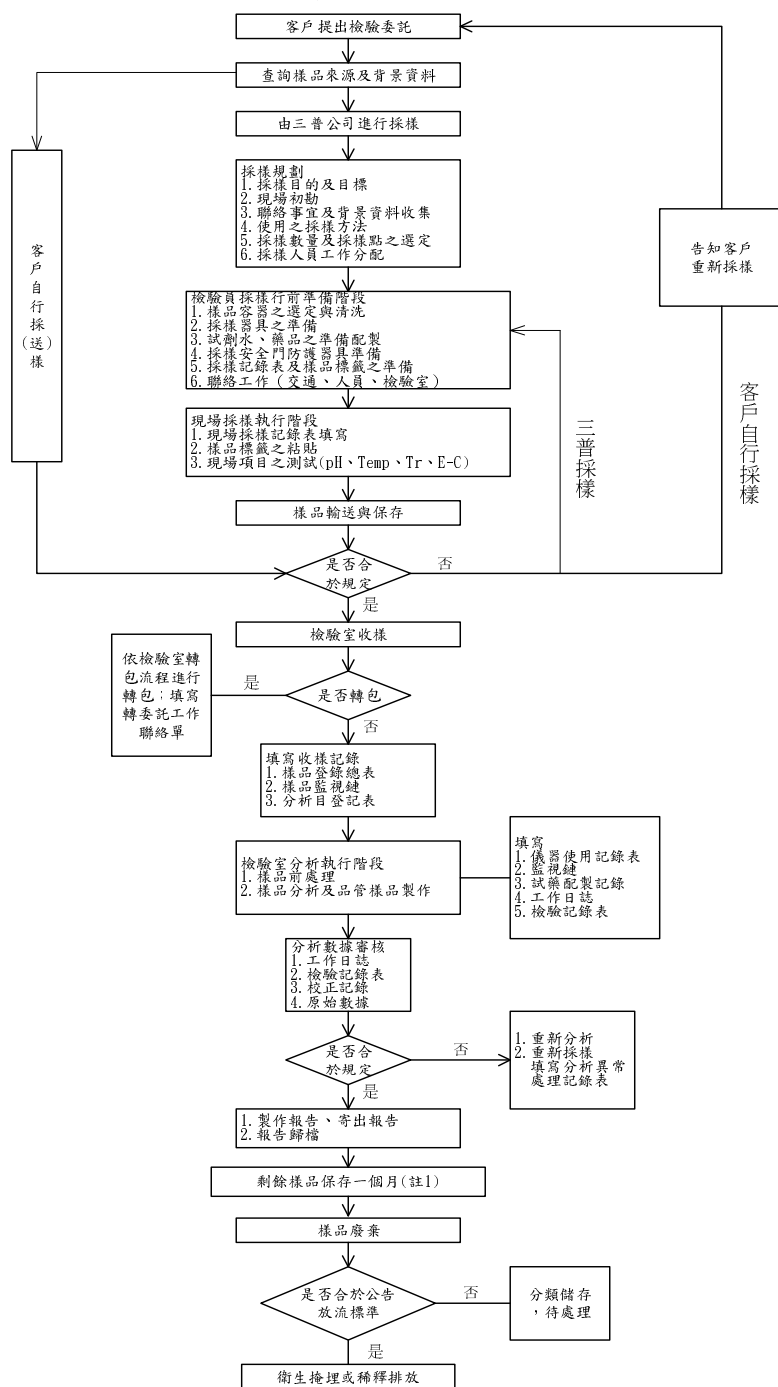 客戶提出檢驗委託
查詢樣品來源及背景資料
由三普公司進行採樣
採樣規劃
1.採樣目的及目標
2.現場初勘
3.聯絡事宜及背景資料收集
4.使用之採樣方法
5.採樣數量及採樣點之選定
6.採樣人員工作分配
客戶自行採(送)樣
告知客戶
重新採樣
檢驗員採樣行前準備階段
1.樣品容器之選定與清洗
2.採樣器具之準備
3.試劑水、藥品之準備配製
4.採樣安全門防護器具準備
5.採樣記錄表及樣品標籤之準備
6.聯絡工作(交通、人員、檢驗室)
三普採樣
客戶自行採樣
現場採樣執行階段
1.現場採樣記錄表填寫
2.樣品標籤之粘貼
3.現場項目之測試(pH、Temp、Tr、E-C)
樣品輸送與保存
是否合
於規定
否
是
檢驗室收樣
依檢驗室轉
包流程進行
轉包;填寫
轉委託工作
聯絡單
是
是否轉包
否
填寫收樣記錄
1.樣品登錄總表
2.樣品監視鏈
3.分析目登記表
檢驗室分析執行階段
1.樣品前處理
2.樣品分析及品管樣品製作
填寫
1.儀器使用記錄表
2.監視鏈
3.試藥配製記錄
4.工作日誌
5.檢驗記錄表
分析數據審核
1.工作日誌
2.檢驗記錄表
3.校正記錄
4.原始數據
是否合
於規定
否
1.重新分析
2.重新採樣
填寫分析異常
處理記錄表
是
1.製作報告、寄出報告
2.報告歸檔
剩餘樣品保存一個月(註1)
樣品廢棄
是否合於公告
放流標準
否
分類儲存
,待處理
是
衛生掩埋或稀釋排放